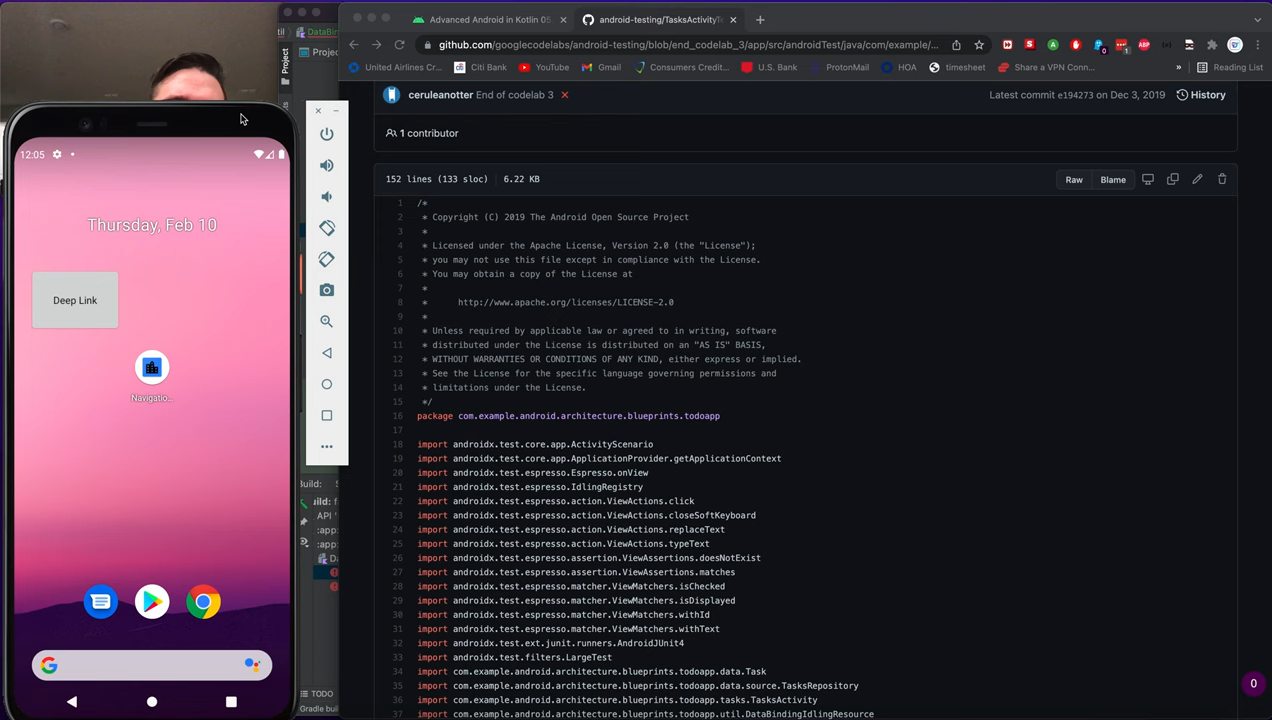 Advanced Android in Kotlin 05
android-testing/TasksActivityT
github.com/googlecodelabs/android-testing/blob/end_codelab_3/app/src/androidTest/java/com/example/...
United Airlines Cr...
Citi Bank
YouTube
Gmail
Consumers Credit...
U.S. Bank
ProtonMail
HOA
timesheet
Share a VPN Conn...
»
Reading List
ceruleanotter End of codelab 3
Latest commit e194273 on Dec 3, 2019
History
1 contributor
152 lines (133 sloc) 6.22 KB
Raw
Blame
1 /*
2 * Copyright (C) 2019 The Android Open Source Project
3 *
4 * Licensed under the Apache License, Version 2.0 (the "License");
5 * you may not use this file except in compliance with the License.
6 * You may obtain a copy of the License at
7 *
8 * http://www.apache.org/licenses/LICENSE-2.0
9 *
10 * Unless required by applicable law or agreed to in writing, software
11 * distributed under the License is distributed on an "AS IS" BASIS,
12 * WITHOUT WARRANTIES OR CONDITIONS OF ANY KIND, either express or implied.
13 * See the License for the specific language governing permissions and
14 * limitations under the License.
15 */
16 package com.example.android.architecture.blueprints.todoapp
17
18 import androidx.test.core.app.ActivityScenario
19 import androidx.test.core.app.ApplicationProvider.getApplicationContext
20 import androidx.test.espresso.Espresso.onView
21 import androidx.test.espresso.IdlingRegistry
22 import androidx.test.espresso.action.ViewActions.click
23 import androidx.test.espresso.action.ViewActions.closeSoftKeyboard
24 import androidx.test.espresso.action.ViewActions.replaceText
25 import androidx.test.espresso.action.ViewActions.typeText
26 import androidx.test.espresso.assertion.ViewAssertions.doesNotExist
27 import androidx.test.espresso.assertion.ViewAssertions.matches
28 import androidx.test.espresso.matcher.ViewMatchers.isChecked
29 import androidx.test.espresso.matcher.ViewMatchers.isDisplayed
30 import androidx.test.espresso.matcher.ViewMatchers.withId
31 import androidx.test.espresso.matcher.ViewMatchers.withText
32 import androidx.test.ext.junit.runners.AndroidJUnit4
33 import androidx.test.filters.LargeTest
34 import com.example.android.architecture.blueprints.todoapp.data.Task
35 import com.example.android.architecture.blueprints.todoapp.data.source.TasksRepository
36 import com.example.android.architecture.blueprints.todoapp.tasks.TasksActivity
37 import com.example.android.architecture.blueprints.todoapp.util.DataBindingIdlingResource
0
12:05
Thursday, Feb 10
Deep Link
Navigatio...
DataBin
Project
Build:
uild: f
API '
:app:
:app:
Da
TODO
Gradle build